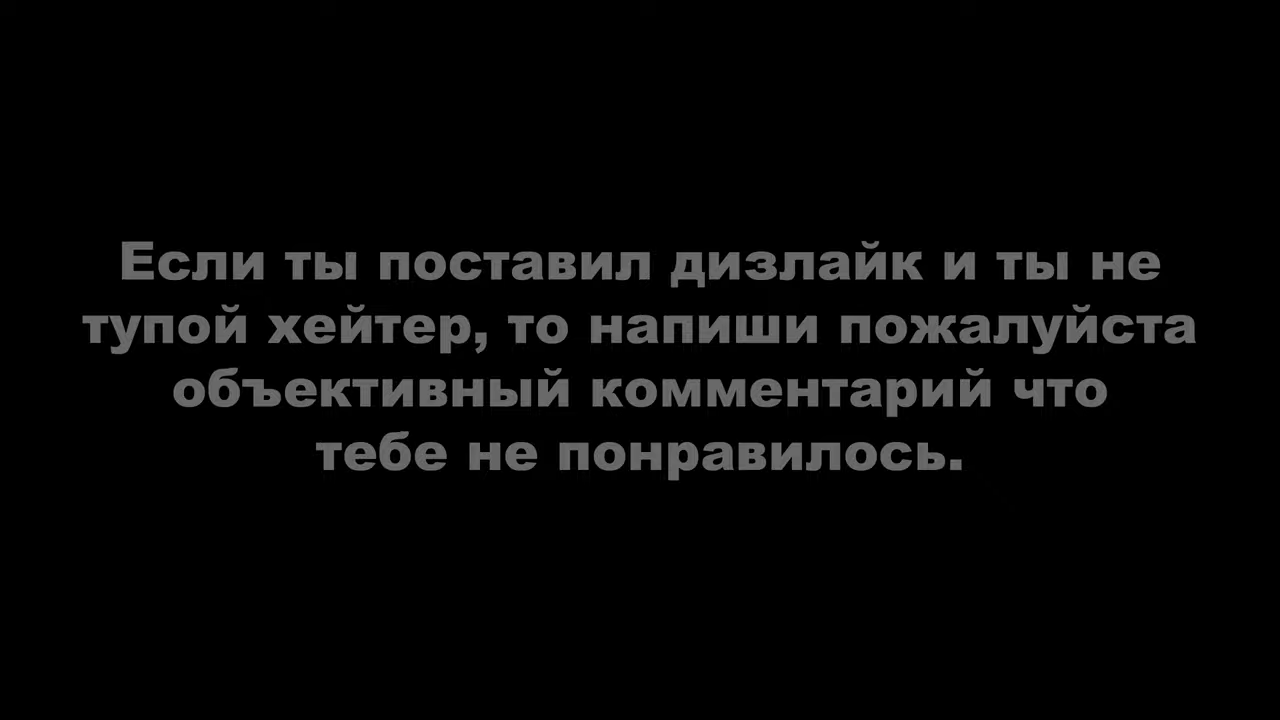 Если ты поставил дизлайк и ты не
тупой хейтер, то напиши пожалуйста
объективный комментарий что
тебе не понравилось.